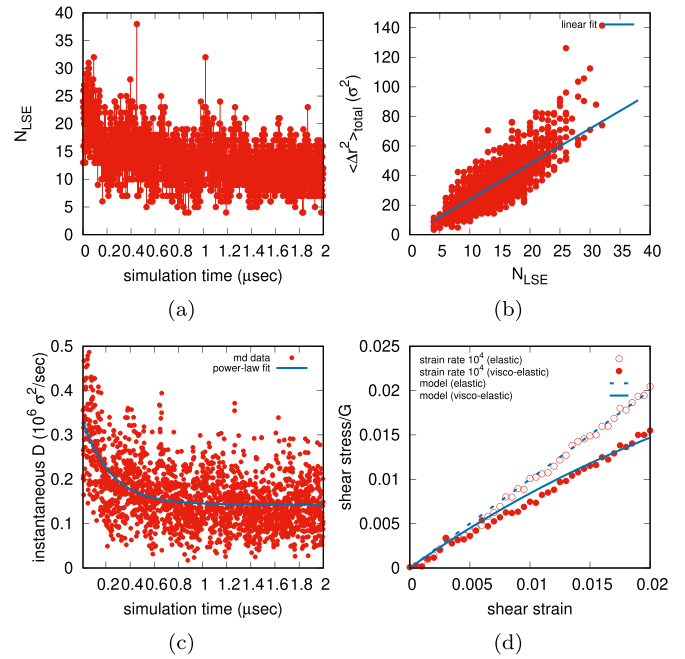 40
35
30
25
20
15
10
5
0
N_LSE
0 0.2 0.4 0.6 0.8 1 1.2 1.4 1.6 1.8 2
simulation time (μsec)
(a)
linear fit
140
120
100
80
60
40
20
0
<Δr²>_total (σ²)
0 5 10 15 20 25 30 35 40
N_LSE
(b)
md data
power-law fit
0.5
0.4
0.3
0.2
0.1
0
instantaneous D (10⁶ σ²/sec)
0.2 0.4 0.6 0.8 1 1.2 1.4 1.6 1.8 2
simulation time (μsec)
(c)
strain rate 10⁴ (elastic)
strain rate 10⁴ (visco-elastic)
model (elastic)
model (visco-elastic)
0.025
0.02
0.015
0.01
0.005
0
shear stress/G
0.005 0.01 0.015 0.02
shear strain
(d)